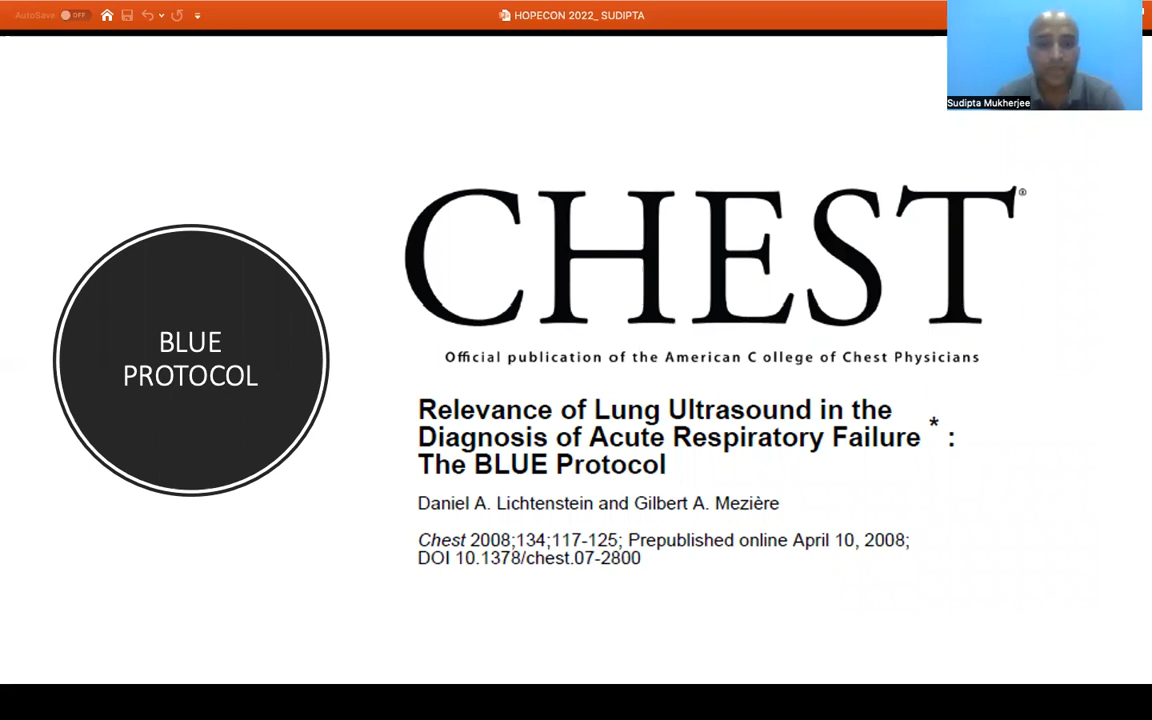 AutoSave OFF
HOPECON 2022_ SUDIPTA
Sudipta Mukherjee
BLUE
PROTOCOL
CHEST®
Official publication of the American C ollege of Chest Physicians
Relevance of Lung Ultrasound in the
Diagnosis of Acute Respiratory Failure * :
The BLUE Protocol
Daniel A. Lichtenstein and Gilbert A. Mezière
Chest 2008;134;117-125; Prepublished online April 10, 2008;
DOI 10.1378/chest.07-2800